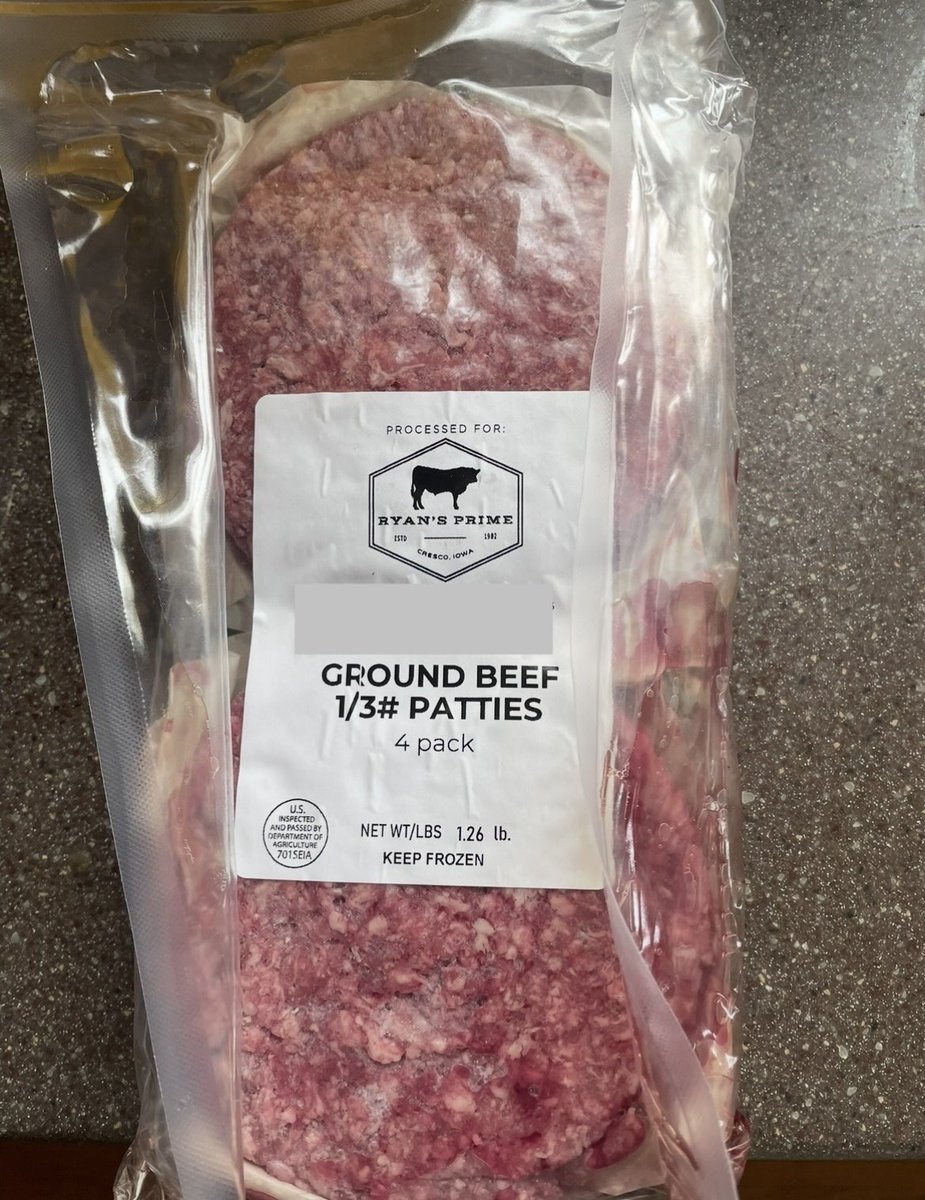 PROCESSED FOR:
RYAN'S PRIME
ESTD 1982
CRESCO, IOWA
GROUND BEEF
1/3# PATTIES
4 pack
U.S.
INSPECTED
AND PASSED BY
DEPARTMENT OF
AGRICULTURE
701SEIA
NET WT/LBS 1.26 lb.
KEEP FROZEN